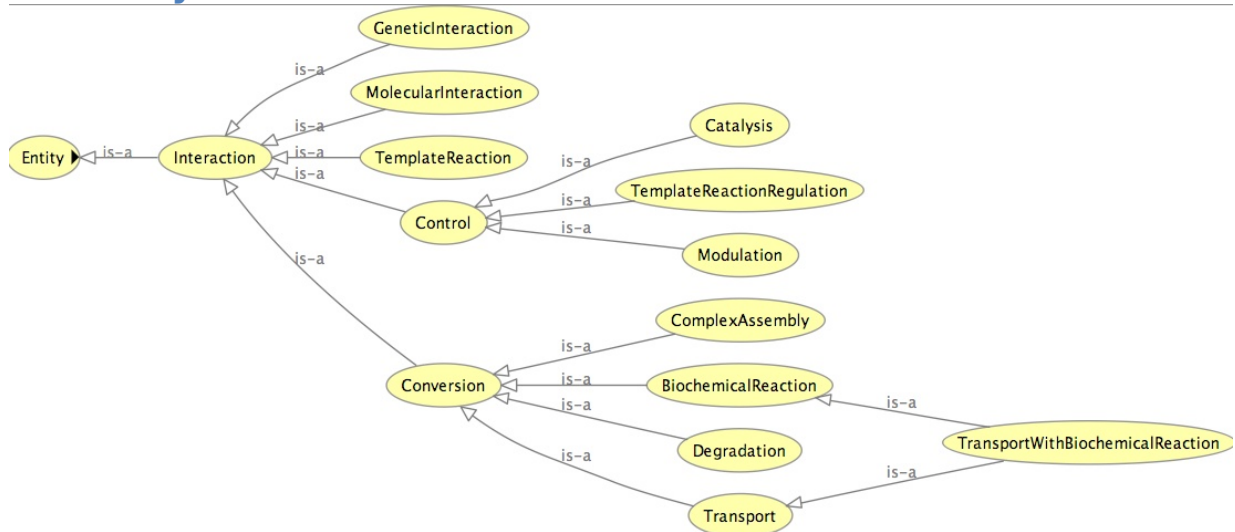 GeneticInteraction
is-a
MolecularInteraction
is-a
Entity
is-a
Interaction
is-a
TemplateReaction
is-a
Control
is-a
Catalysis
is-a
TemplateReactionRegulation
is-a
Modulation
is-a
Conversion
is-a
ComplexAssembly
is-a
BiochemicalReaction
is-a
Degradation
is-a
Transport
is-a
TransportWithBiochemicalReaction
is-a
is-a